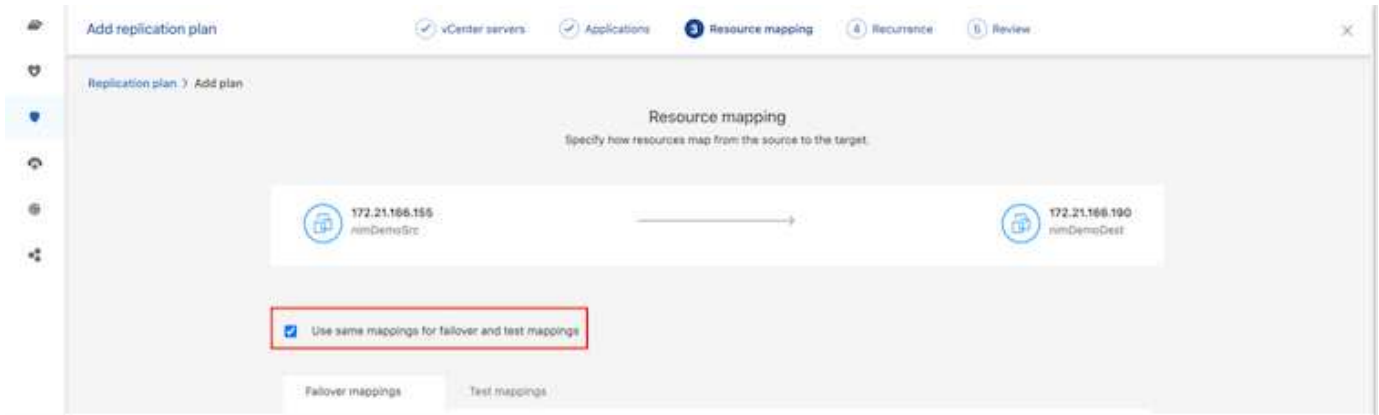 Add replication plan
vCenter servers
Applications
3 Resource mapping
4 Recurrence
5 Review
Replication plan > Add plan
Resource mapping
Specify how resources map from the source to the target.
172.21.166.155
nimDemoSrc
172.21.166.190
nimDemoDest
Use same mappings for failover and test mappings
Failover mappings
Test mappings